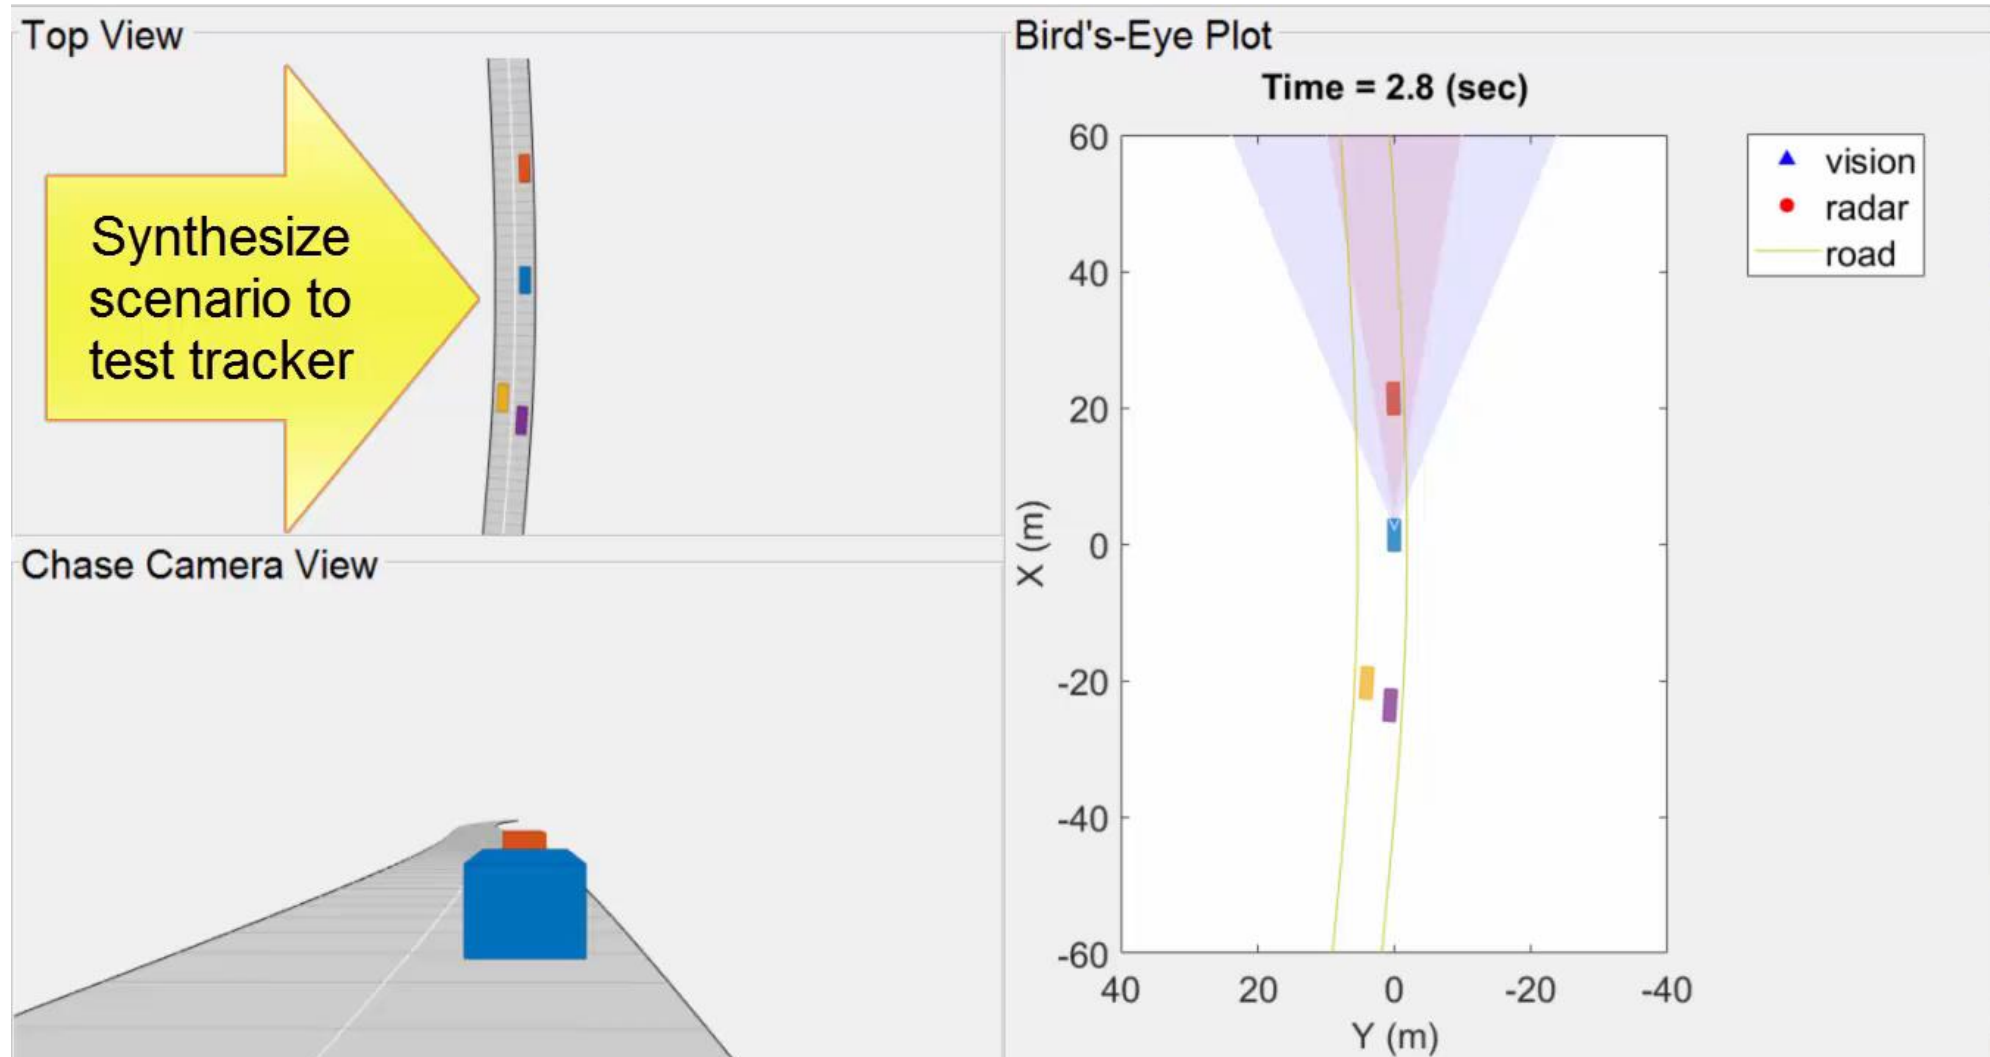 Top View
Synthesize
scenario to
test tracker
Chase Camera View
Bird's-Eye Plot
Time = 2.8 (sec)
60
40
20
0
-20
-40
-60
X (m)
40
20
0
-20
-40
Y (m)
vision
radar
road